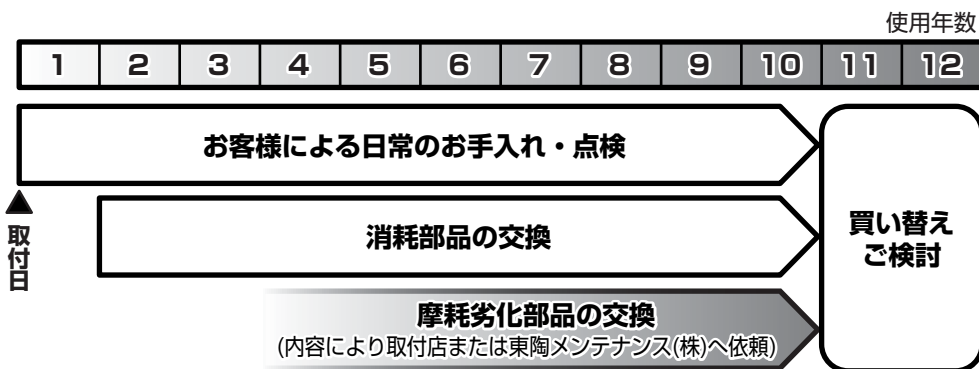 使用年数
1 2 3 4 5 6 7 8 9 10 11 12
お客様による日常のお手入れ・点検
取付日
消耗部品の交換
買い替え
ご検討
摩耗劣化部品の交換
(内容により取付店または東陶メンテナンス(株)へ依頼)